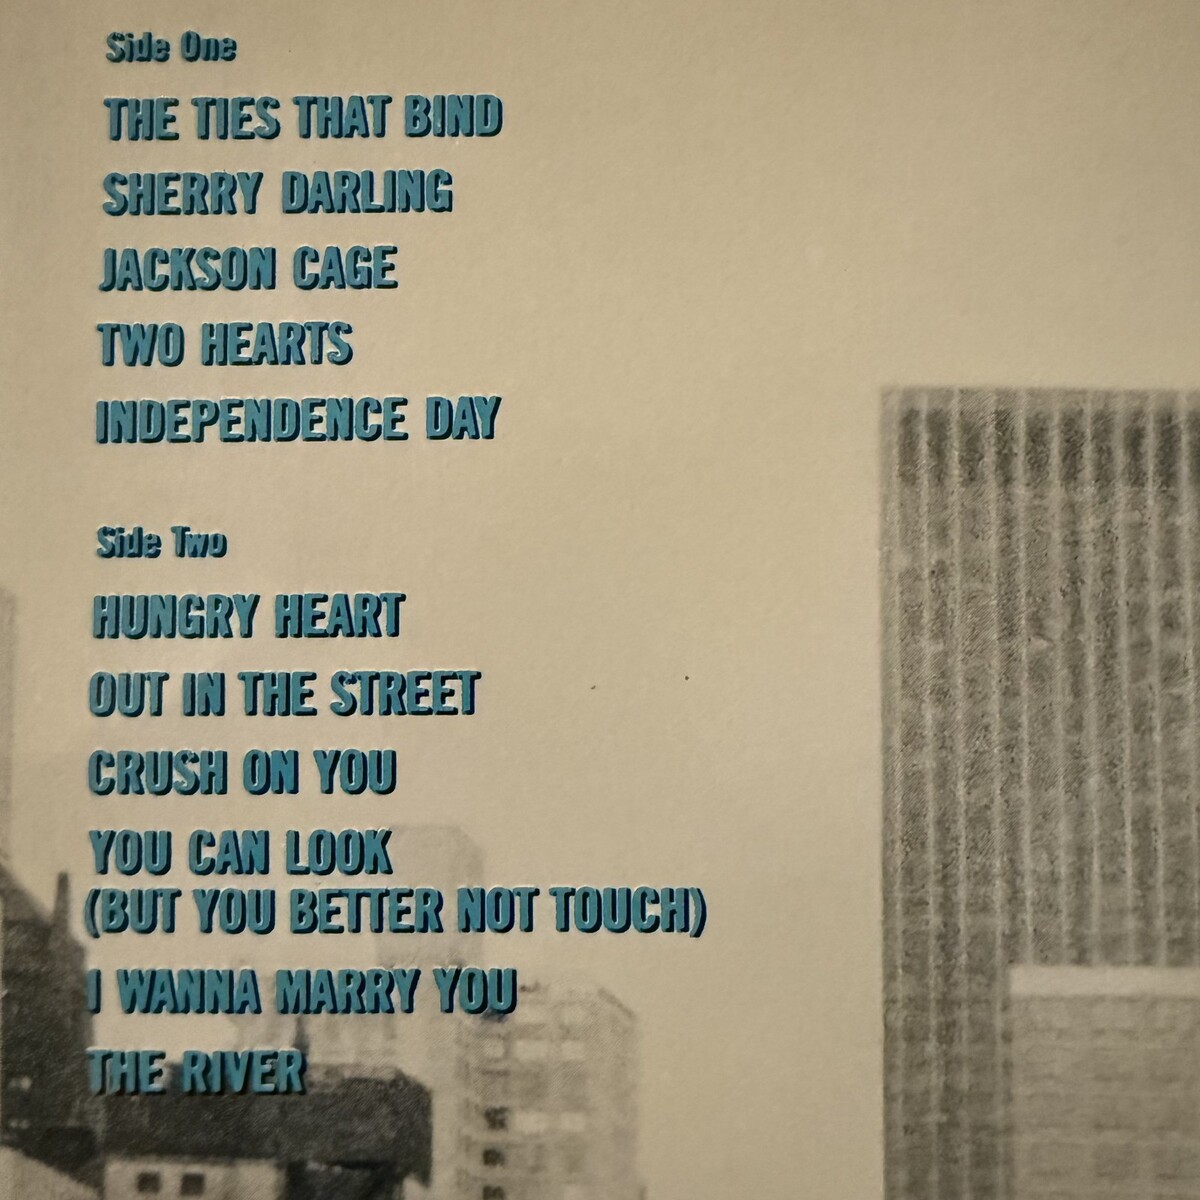 Side One
THE TIES THAT BIND
SHERRY DARLING
JACKSON CAGE
TWO HEARTS
INDEPENDENCE DAY
Side Two
HUNGRY HEART
OUT IN THE STREET
CRUSH ON YOU
YOU CAN LOOK
(BUT YOU BETTER NOT TOUCH)
I WANNA MARRY YOU
THE RIVER